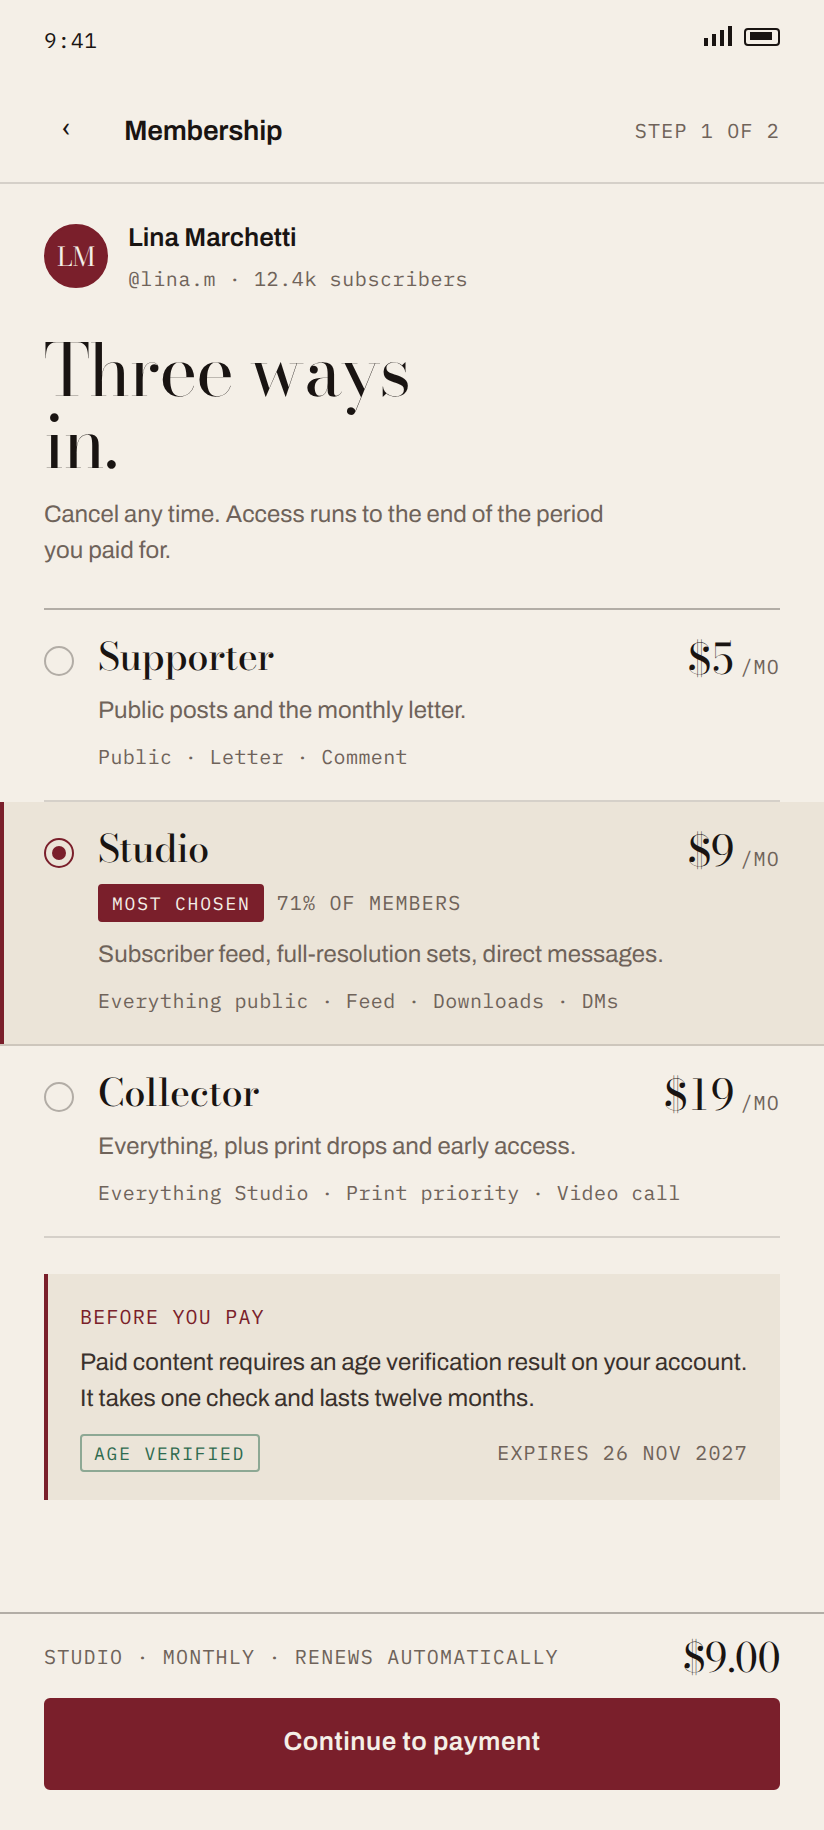 9:41
‹ Membership STEP 1 OF 2
LM
Lina Marchetti
@lina.m · 12.4k subscribers
Three ways
in.
Cancel any time. Access runs to the end of the period
you paid for.
Supporter $5 /MO
Public posts and the monthly letter.
Public · Letter · Comment
Studio $9 /MO
MOST CHOSEN 71% OF MEMBERS
Subscriber feed, full-resolution sets, direct messages.
Everything public · Feed · Downloads · DMs
Collector $19 /MO
Everything, plus print drops and early access.
Everything Studio · Print priority · Video call
BEFORE YOU PAY
Paid content requires an age verification result on your account.
It takes one check and lasts twelve months.
AGE VERIFIED EXPIRES 26 NOV 2027
STUDIO · MONTHLY · RENEWS AUTOMATICALLY $9.00
Continue to payment